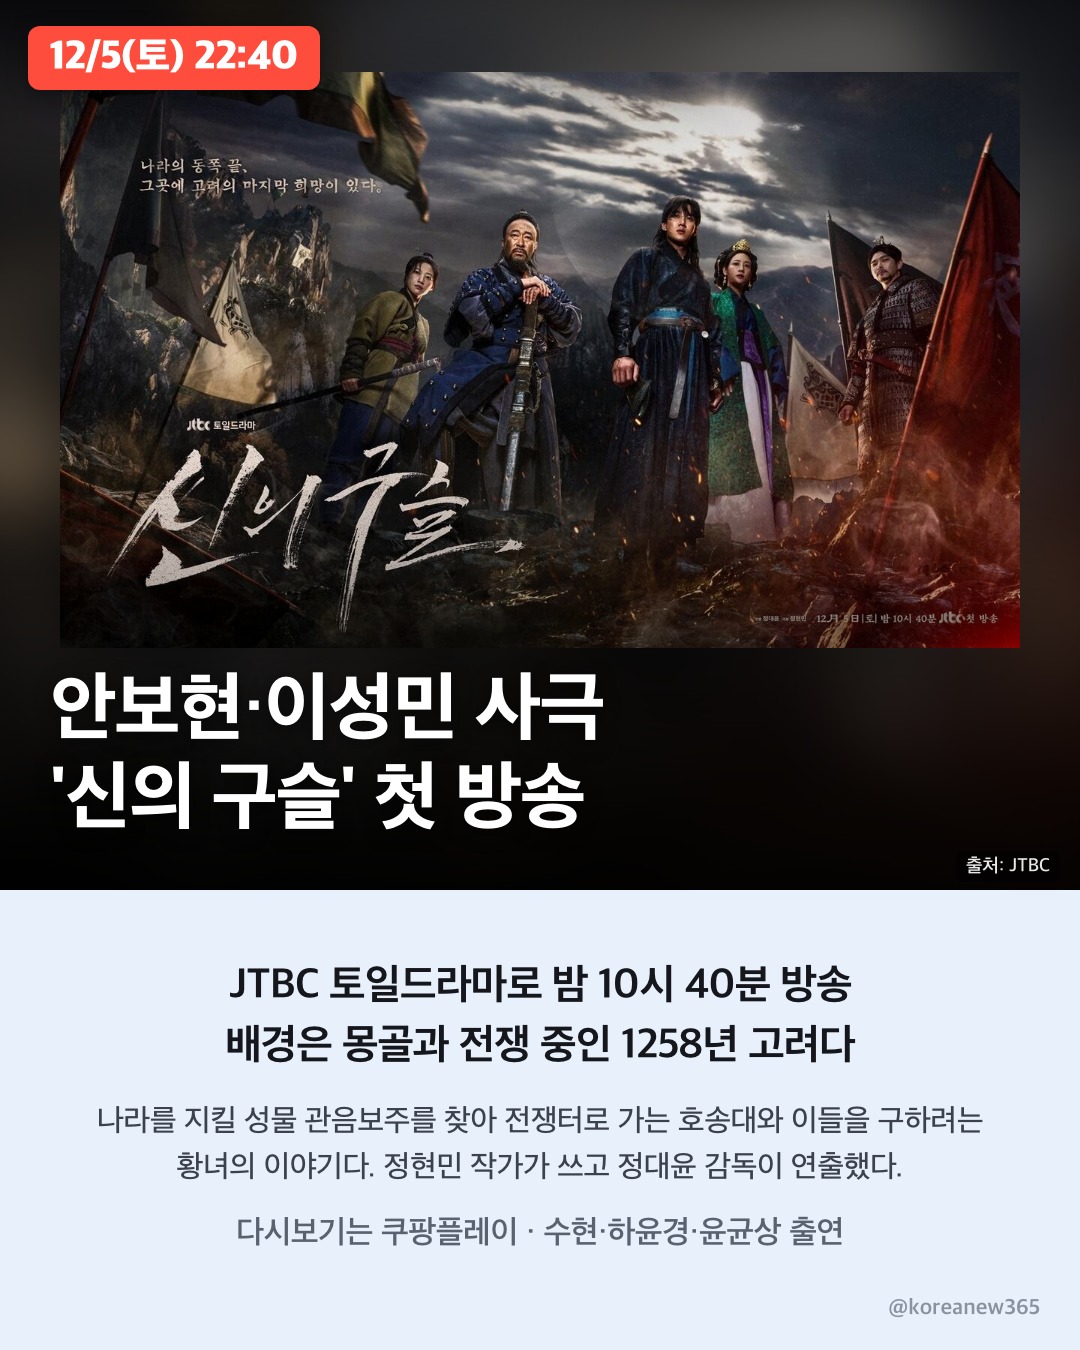 12/5(토) 22:40
나라의 동쪽 끝,
그곳에 고려의 마지막 희망이 있다.
jtbc 토일드라마
신의 구슬
정대윤 정현민 12月 5日|토| 밤 10시 40분 jtbc 첫 방송
안보현·이성민 사극
'신의 구슬' 첫 방송
출처: JTBC
JTBC 토일드라마로 밤 10시 40분 방송
배경은 몽골과 전쟁 중인 1258년 고려다
나라를 지킬 성물 관음보주를 찾아 전쟁터로 가는 호송대와 이들을 구하려는
황녀의 이야기다. 정현민 작가가 쓰고 정대윤 감독이 연출했다.
다시보기는 쿠팡플레이 · 수현·하윤경·윤균상 출연
@koreanew365